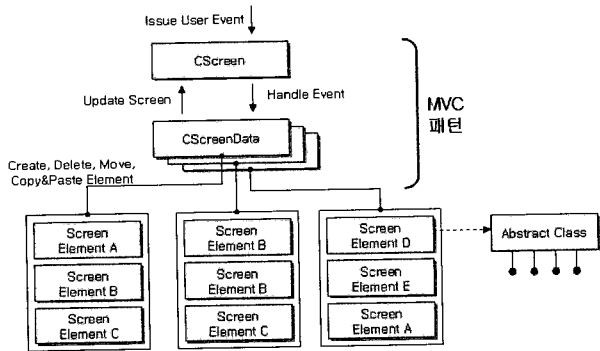 Issue User Event
CScreen
Update Screen
Handle Event
MVC
패턴
CScreenData
Create, Delete, Move,
Copy&Paste Element
Screen
Element A
Screen
Element B
Screen
Element C
Screen
Element B
Screen
Element B
Screen
Element C
Screen
Element D
Screen
Element E
Screen
Element A
Abstract Class